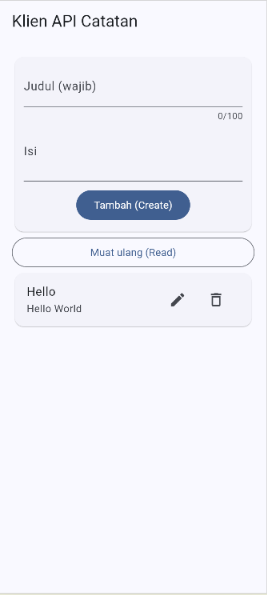 Klien API Catatan
Judul (wajib)
0/100
Isi
Tambah (Create)
Muat ulang (Read)
Hello
Hello World